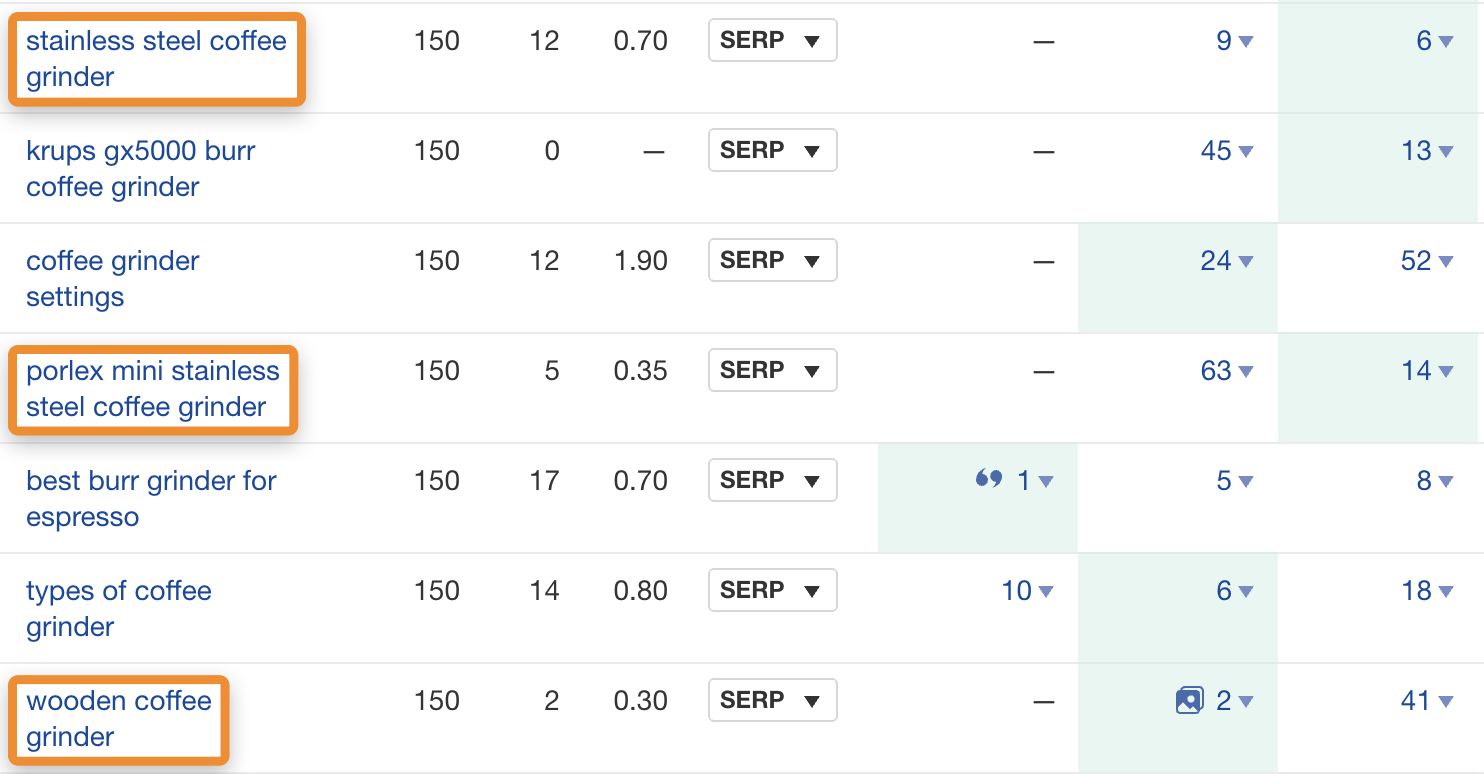 stainless steel coffee 150 12 0.70 SERP ▼ — 9 ▼ 6 ▼
grinder
krups gx5000 burr 150 0 — SERP ▼ — 45 ▼ 13 ▼
coffee grinder
coffee grinder 150 12 1.90 SERP ▼ — 24 ▼ 52 ▼
settings
porlex mini stainless 150 5 0.35 SERP ▼ — 63 ▼ 14 ▼
steel coffee grinder
best burr grinder for 150 17 0.70 SERP ▼ 1 ▼ 5 ▼ 8 ▼
espresso
types of coffee 150 14 0.80 SERP ▼ 10 ▼ 6 ▼ 18 ▼
grinder
wooden coffee 150 2 0.30 SERP ▼ — 2 ▼ 41 ▼
grinder